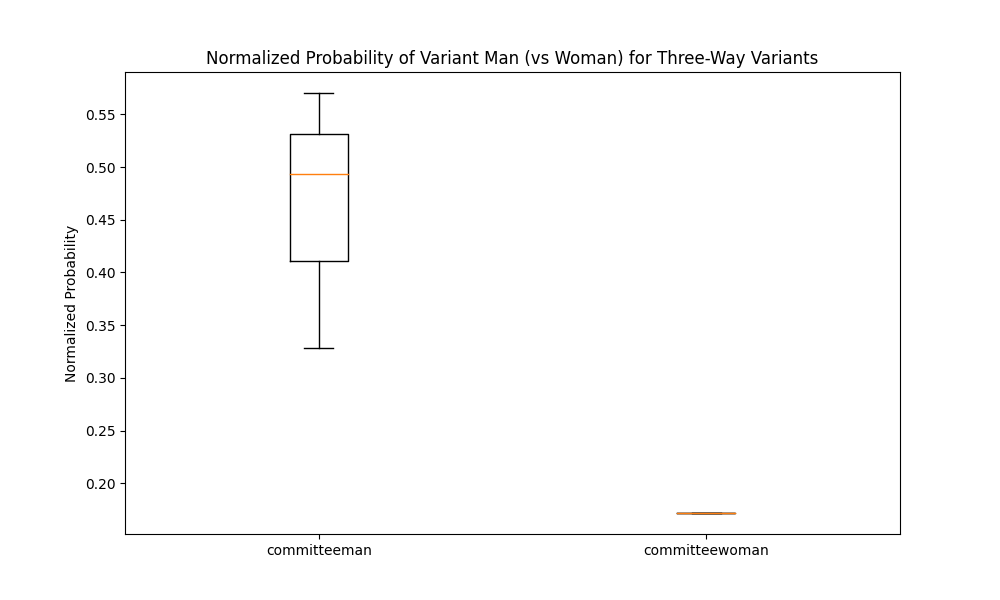 Normalized Probability of Variant Man (vs Woman) for Three-Way Variants
Normalized Probability
0.55
0.50
0.45
0.40
0.35
0.30
0.25
0.20
committeeman
committeewoman